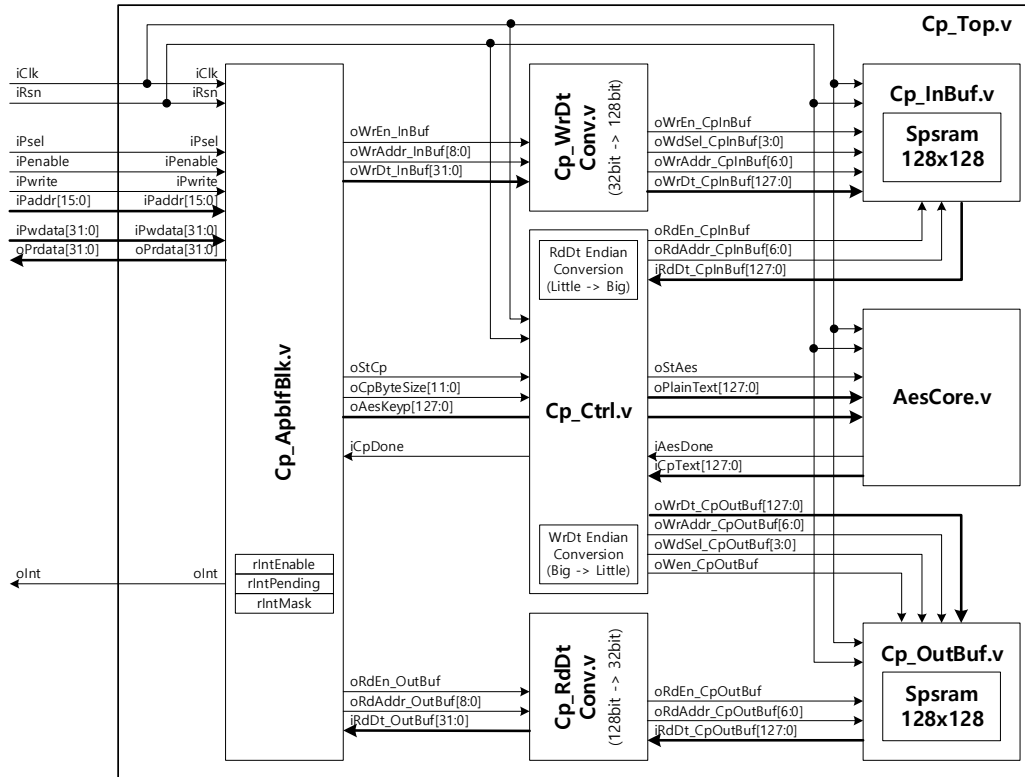 Cp_Top.v
iClk
iRsn
iPsel
iPenable
iPwrite
iPaddr[15:0]
iPwdata[31:0]
oPrdata[31:0]
oInt
iClk
iRsn
iPsel
iPenable
iPwrite
iPaddr[15:0]
iPwdata[31:0]
oPrdata[31:0]
oInt
Cp_ApbIfBlk.v
rIntEnable
rIntPending
rIntMask
oWrEn_InBuf
oWrAddr_InBuf[8:0]
oWrDt_InBuf[31:0]
Cp_WrDt
Conv.v
(32bit -> 128bit)
oWrEn_CpInBuf
oWdSel_CpInBuf[3:0]
oWrAddr_CpInBuf[6:0]
oWrDt_CpInBuf[127:0]
Cp_InBuf.v
Spsram
128x128
oRdEn_CpInBuf
oRdAddr_CpInBuf[6:0]
iRdDt_CpInBuf[127:0]
RdDt Endian
Conversion
(Little -> Big)
oStCp
oCpByteSize[11:0]
oAesKeyp[127:0]
iCpDone
Cp_Ctrl.v
oStAes
oPlainText[127:0]
iAesDone
iCpText[127:0]
AesCore.v
WrDt Endian
Conversion
(Big -> Little)
oWrDt_CpOutBuf[127:0]
oWrAddr_CpOutBuf[6:0]
oWdSel_CpOutBuf[3:0]
oWen_CpOutBuf
oRdEn_OutBuf
oRdAddr_OutBuf[8:0]
iRdDt_OutBuf[31:0]
Cp_RdDt
Conv.v
(128bit -> 32bit)
oRdEn_CpOutBuf
oRdAddr_CpOutBuf[6:0]
iRdDt_CpOutBuf[127:0]
Cp_OutBuf.v
Spsram
128x128